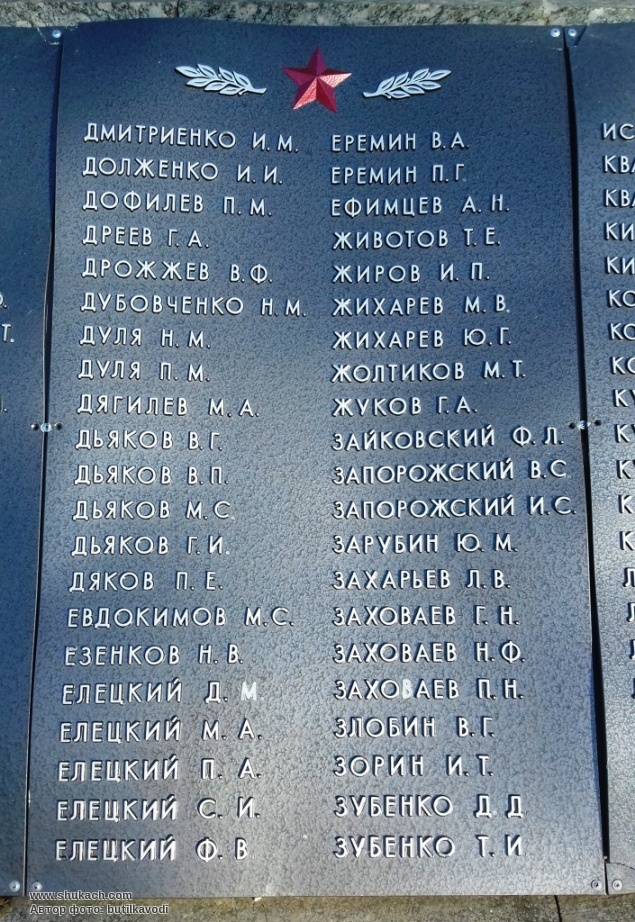 ДМИТРИЕНКО И. М.
ДОЛЖЕНКО И. И.
ДОФИЛЕВ П. М.
ДРЕЕВ Г. А.
ДРОЖЖЕВ В. Ф.
ДУБОВЧЕНКО Н. М.
ДУЛЯ Н. М.
ДУЛЯ П. М.
ДЯГИЛЕВ М. А.
ДЬЯКОВ В. Г.
ДЬЯКОВ В. П.
ДЬЯКОВ М. С.
ДЬЯКОВ Г. И.
ДЯКОВ П. Е.
ЕВДОКИМОВ М. С.
ЕЗЕНКОВ Н. В.
ЕЛЕЦКИЙ Д. М.
ЕЛЕЦКИЙ М. А.
ЕЛЕЦКИЙ П. А.
ЕЛЕЦКИЙ С. И.
ЕЛЕЦКИЙ Ф. В
ЕРЕМИН В. А.
ЕРЕМИН П. Г.
ЕФИМЦЕВ А. Н.
ЖИВОТОВ Т. Е.
ЖИРОВ И. П.
ЖИХАРЕВ М. В.
ЖИХАРЕВ Ю. Г.
ЖОЛТИКОВ М. Т.
ЖУКОВ Г. А.
ЗАЙКОВСКИЙ Ф. Л.
ЗАПОРОЖСКИЙ В. С
ЗАПОРОЖСКИЙ И. С.
ЗАРУБИН Ю. М.
ЗАХАРЬЕВ Л. В.
ЗАХОВАЕВ Г. Н.
ЗАХОВАЕВ Н. Ф.
ЗАХОВАЕВ П. Н.
ЗЛОБИН В. Г.
ЗОРИН И. Т.
ЗУБЕНКО Д. Д
ЗУБЕНКО Т. И
www.shukach.com
Автор фото: butilkavodi